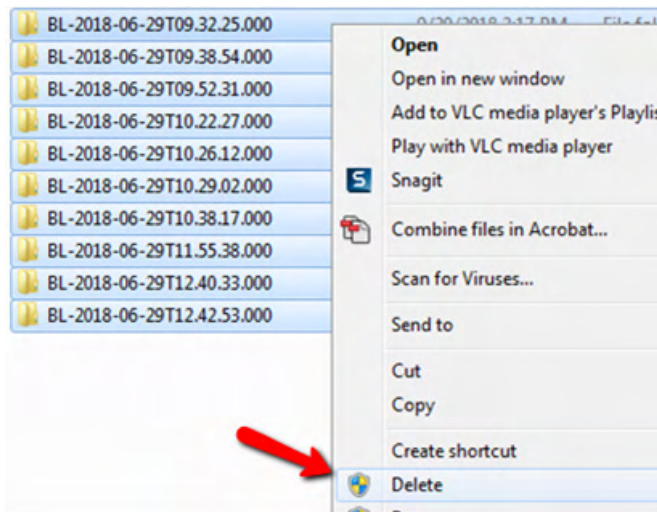 BL-2018-06-29T09.32.25.000
BL-2018-06-29T09.38.54.000
BL-2018-06-29T09.52.31.000
BL-2018-06-29T10.22.27.000
BL-2018-06-29T10.26.12.000
BL-2018-06-29T10.29.02.000
BL-2018-06-29T10.38.17.000
BL-2018-06-29T11.55.38.000
BL-2018-06-29T12.40.33.000
BL-2018-06-29T12.42.53.000
Open
Open in new window
Add to VLC media player's Playlis
Play with VLC media player
S Snagit
Combine files in Acrobat...
Scan for Viruses...
Send to
Cut
Copy
Create shortcut
Delete